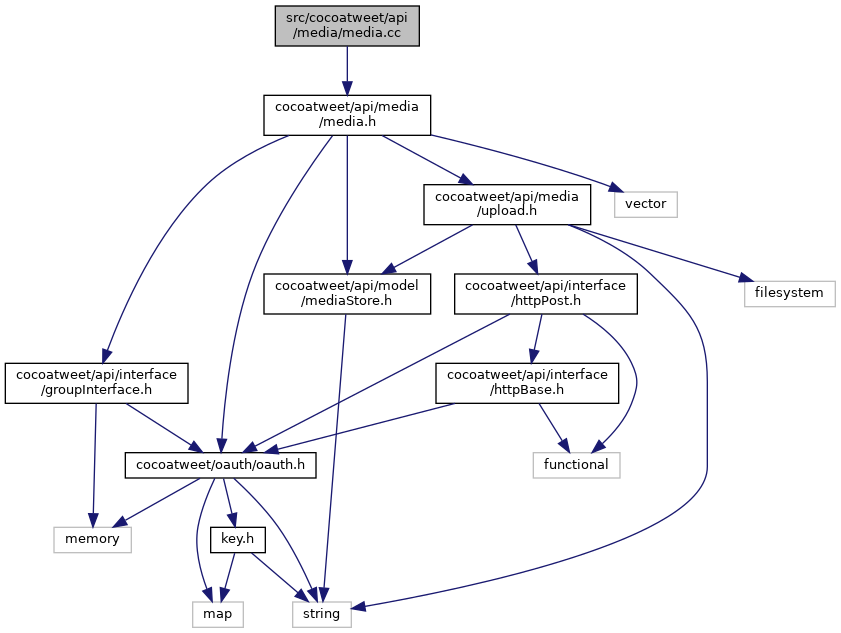 src/cocoatweet/api
/media/media.cc
cocoatweet/api/media
/media.h
cocoatweet/api/media
/upload.h
vector
cocoatweet/api/model
/mediaStore.h
cocoatweet/api/interface
/httpPost.h
filesystem
cocoatweet/api/interface
/groupInterface.h
cocoatweet/api/interface
/httpBase.h
cocoatweet/oauth/oauth.h
functional
memory
key.h
map
string